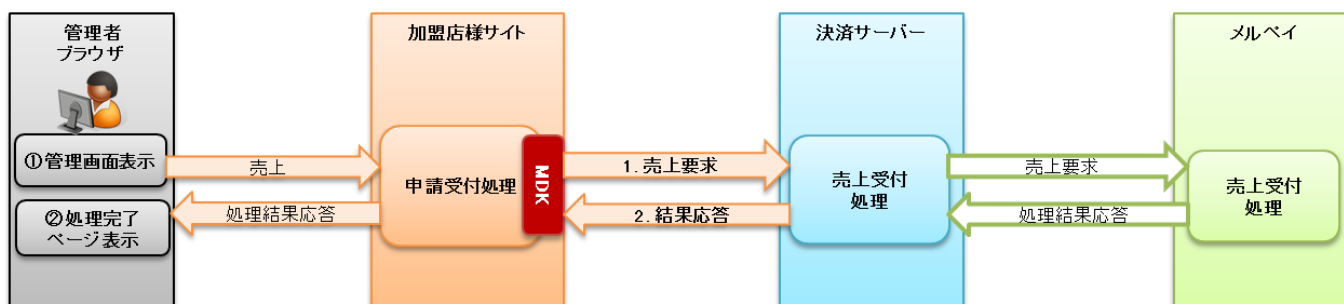 管理者
ブラウザ
加盟店様サイト
決済サーバー
メルペイ
①管理画面表示
売上
申請受付処理
MDK
1.売上要求
売上受付
処理
売上要求
売上受付
処理
②処理完了
ページ表示
処理結果応答
2.結果応答
処理結果応答